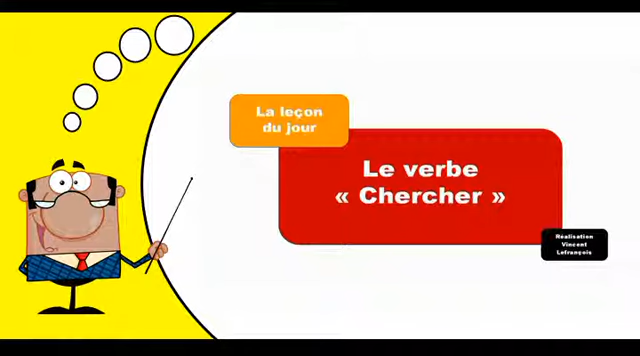 La leçon
du jour
Le verbe
« Chercher »
Réalisation
Vincent
Lefrançois